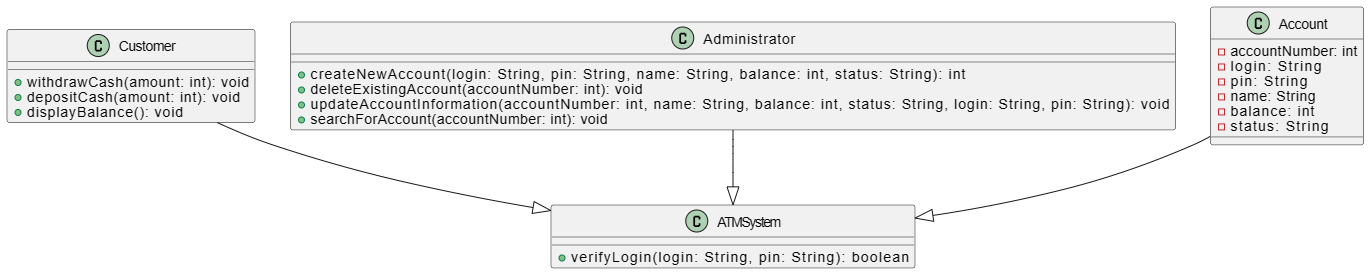 C Customer
withdrawCash(amount: int): void
depositCash(amount: int): void
displayBalance(): void
C Administrator
createNewAccount(login: String, pin: String, name: String, balance: int, status: String): int
deleteExistingAccount(accountNumber: int): void
updateAccountInformation(accountNumber: int, name: String, balance: int, status: String, login: String, pin: String): void
searchForAccount(accountNumber: int): void
C Account
accountNumber: int
login: String
pin: String
name: String
balance: int
status: String
C ATMSystem
verifyLogin(login: String, pin: String): boolean